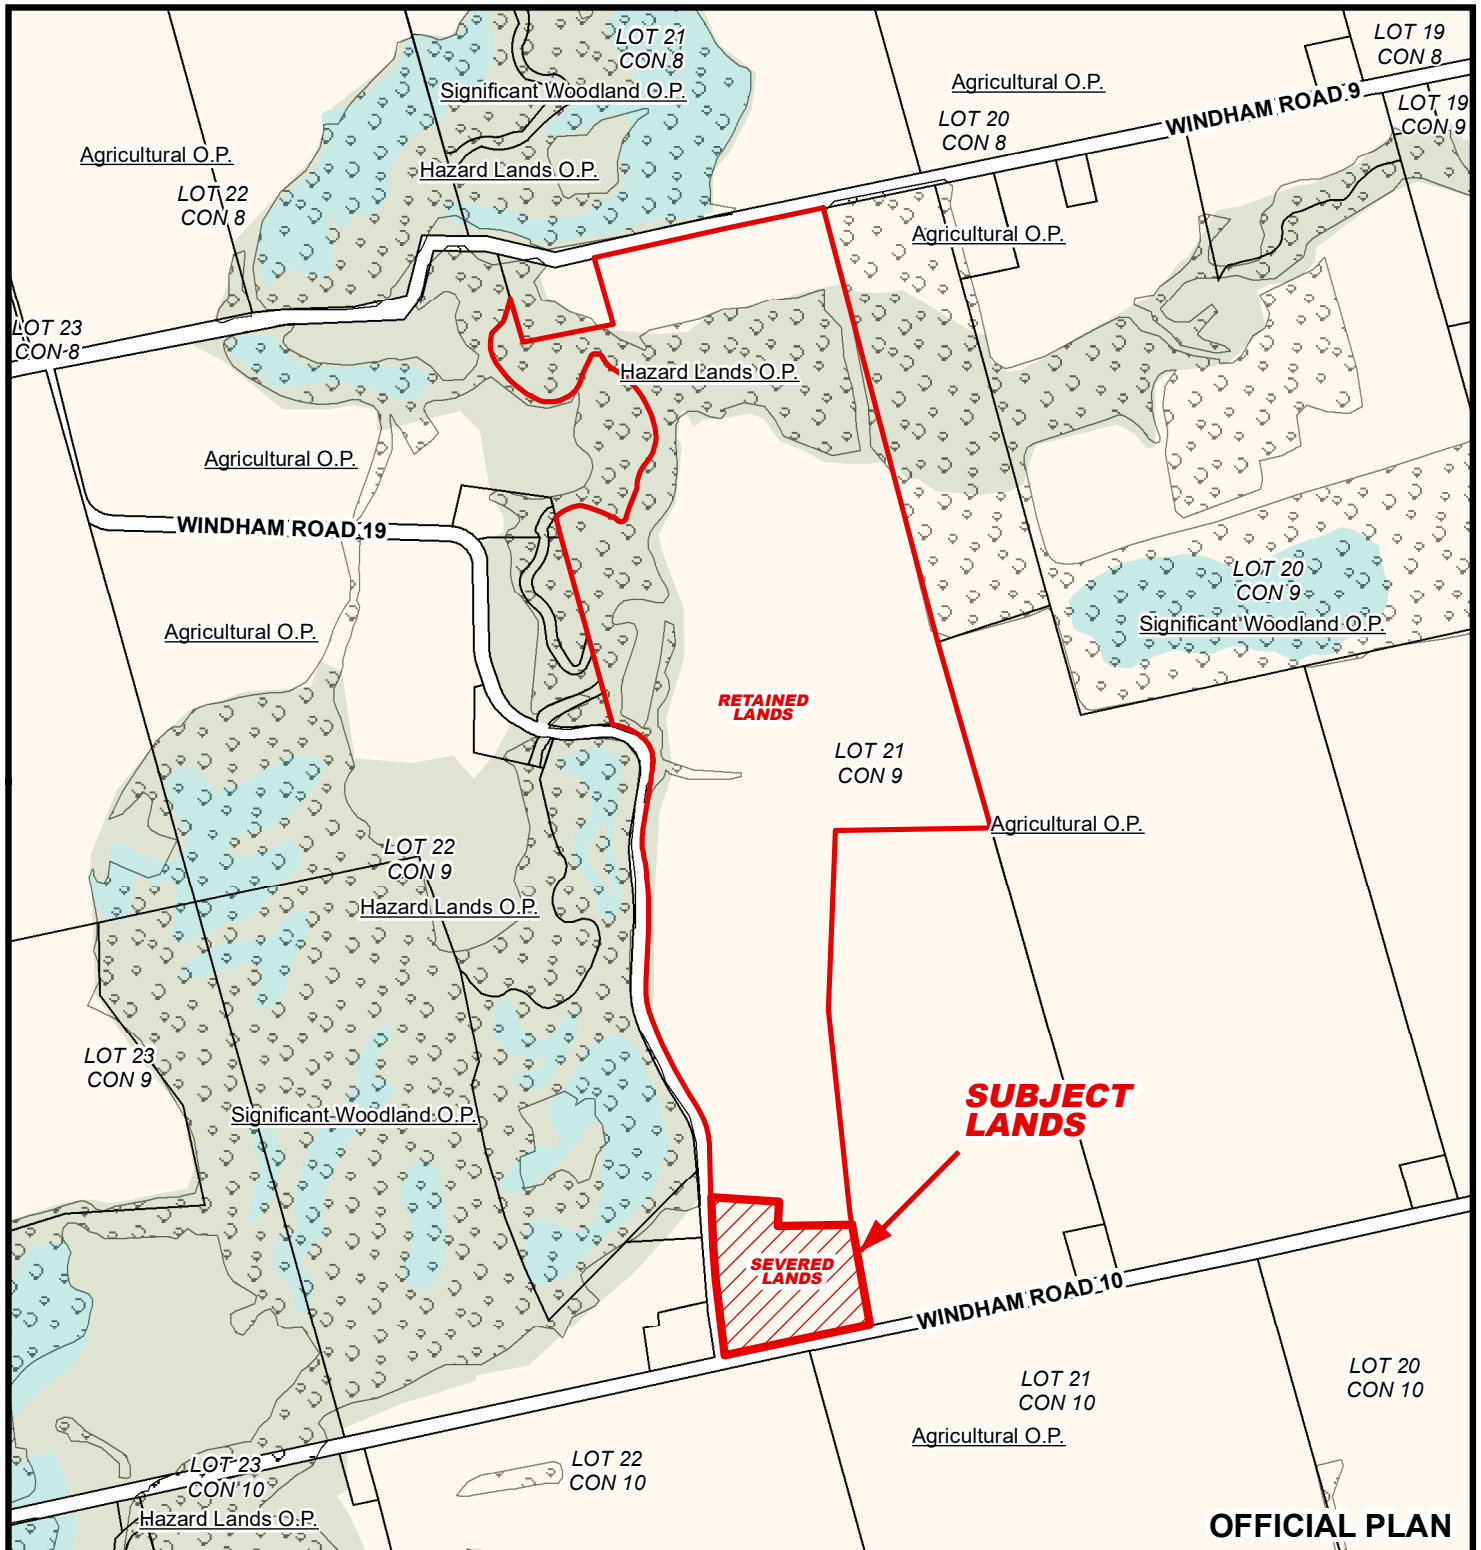 LOT 21
CON 8
LOT 19
CON 8
Significant Woodland O.P.
Agricultural O.P.
LOT 20
CON 8
WINDHAM ROAD 9
LOT 19
CON 9
Agricultural O.P.
LOT 22
CON 8
Hazard Lands O.P.
Agricultural O.P.
LOT 23
CON 8
Hazard Lands O.P.
Agricultural O.P.
WINDHAM ROAD 19
LOT 20
CON 9
Significant Woodland O.P.
Agricultural O.P.
RETAINED
LANDS
LOT 21
CON 9
Agricultural O.P.
LOT 22
CON 9
Hazard Lands O.P.
LOT 23
CON 9
Significant Woodland O.P.
SUBJECT
LANDS
SEVERED
LANDS
WINDHAM ROAD 10
LOT 21
CON 10
LOT 20
CON 10
Agricultural O.P.
LOT 22
CON 10
LOT 23
CON 10
Hazard Lands O.P.
OFFICIAL PLAN